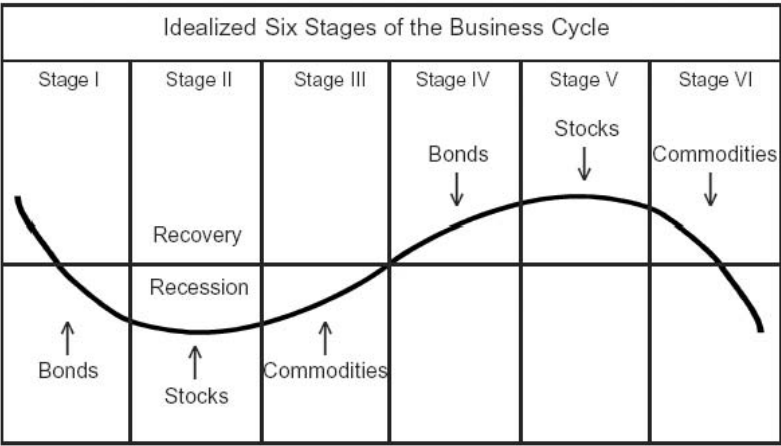 Idealized Six Stages of the Business Cycle
Stage I Stage II Stage III Stage IV Stage V Stage VI
Stocks
Bonds Commodities
Recovery
Recession
Bonds Commodities
Stocks